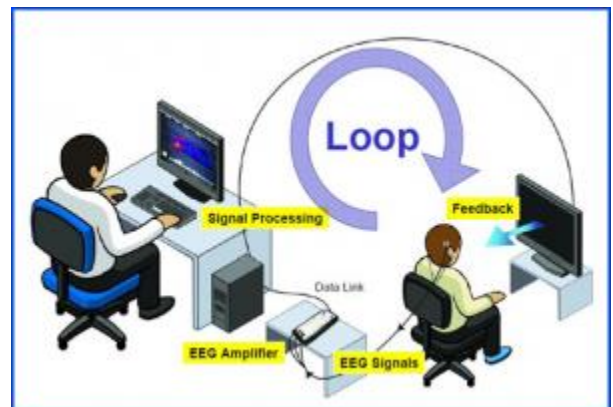 Loop
Signal Processing
Feedback
Data Link
EEG Amplifier
EEG Signals